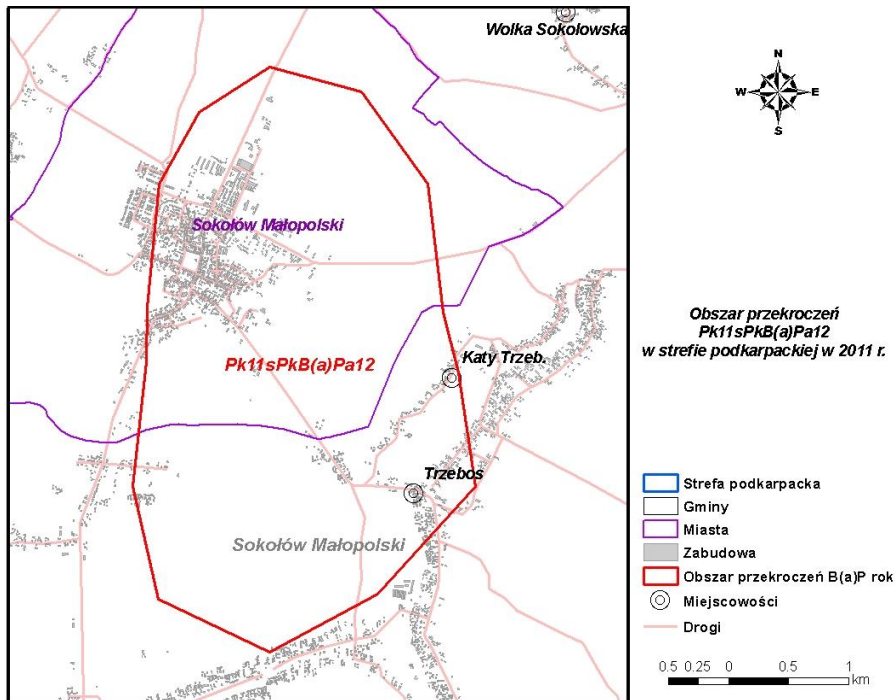 Wolka Sokolowska
N
W E
S
Sokołów Małopolski
Obszar przekroczeń
Pk11sPkB(a)Pa12
w strefie podkarpackiej w 2011 r.
Katy Trzeb.
Pk11sPkB(a)Pa12
Trzebos
Sokołów Małopolski
Strefa podkarpacka
Gminy
Miasta
Zabudowa
Obszar przekroczeń B(a)P rok
Miejscowości
Drogi
0.5 0.25 0 0.5 1
km